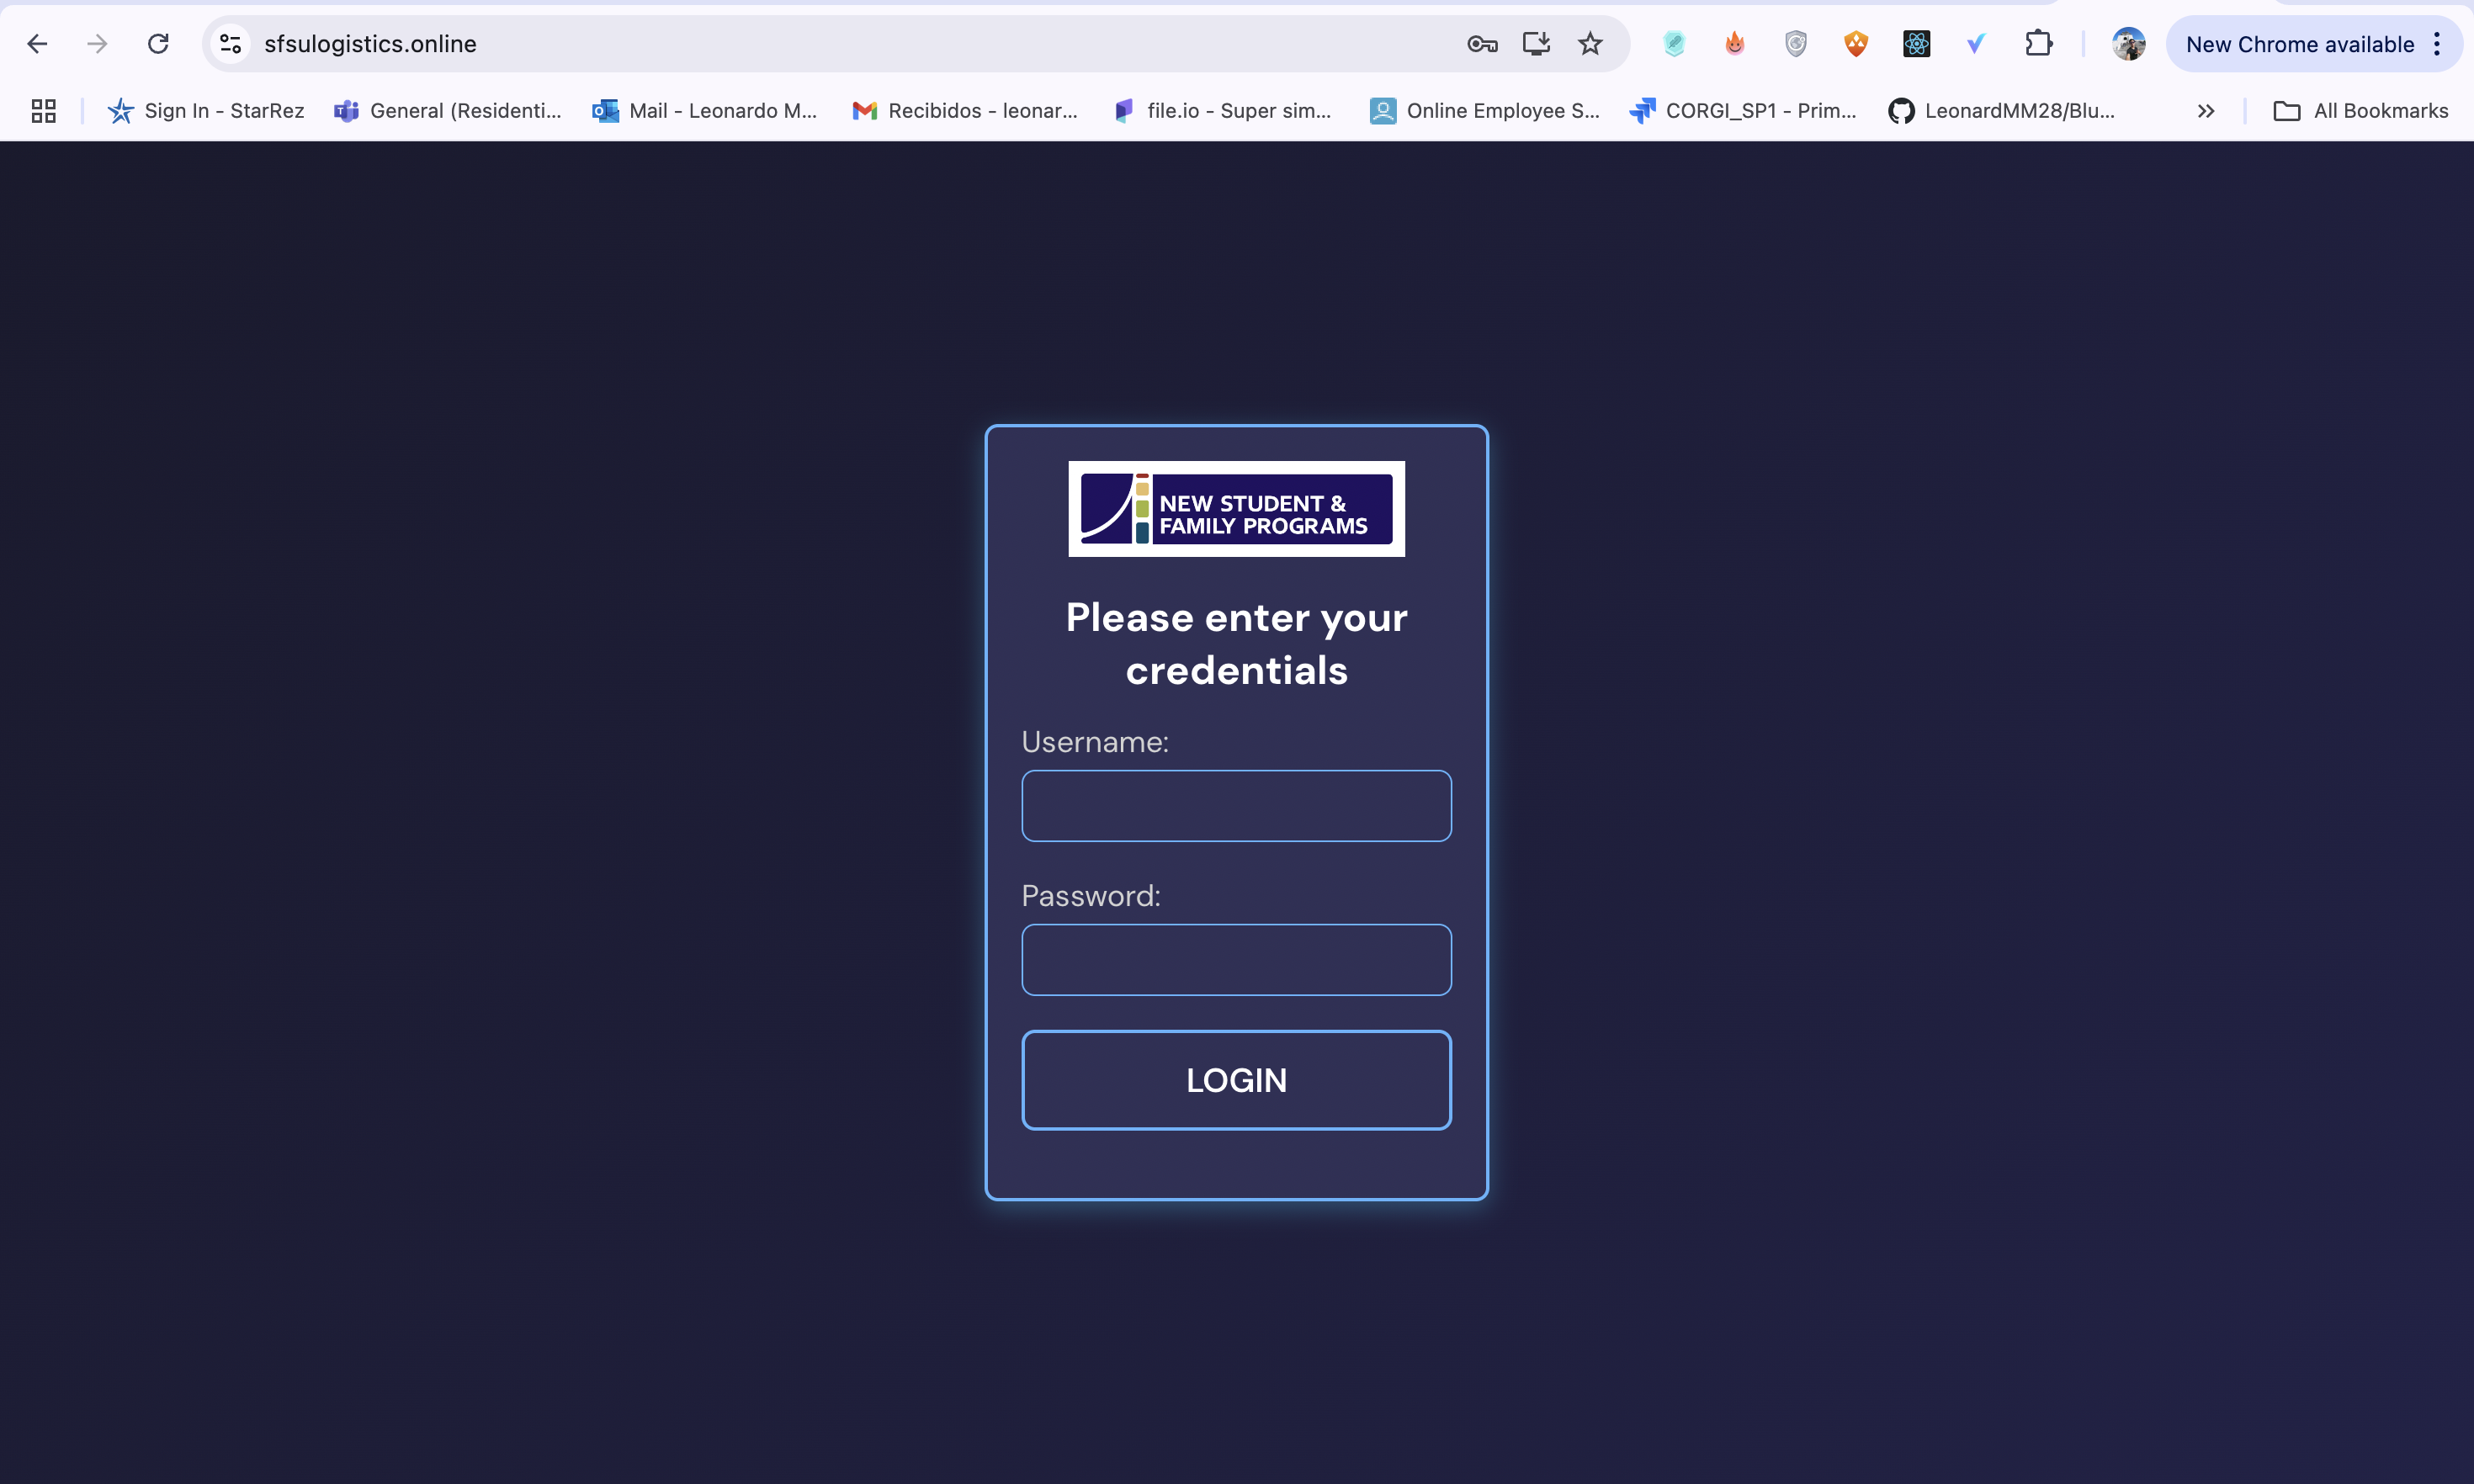 sfsulogistics.online
New Chrome available
Sign In - StarRez
General (Residenti...
Mail - Leonardo M...
Recibidos - leonar...
file.io - Super sim...
Online Employee S...
CORGI_SP1 - Prim...
LeonardMM28/Blu...
All Bookmarks
NEW STUDENT &
FAMILY PROGRAMS
Please enter your
credentials
Username:
Password:
LOGIN